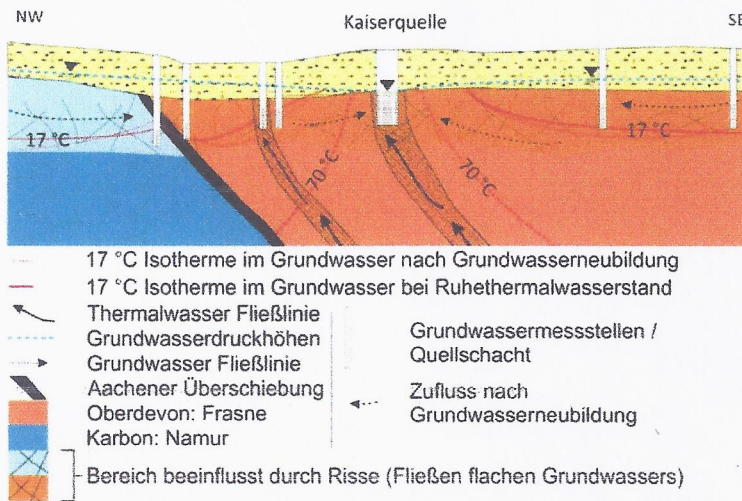 NW
Kaiserquelle
SE
17 °C
70 °C
70 °C
17 °C
17 °C Isotherme im Grundwasser nach Grundwasserneubildung
17 °C Isotherme im Grundwasser bei Ruhethermalwasserstand
Thermalwasser Fließlinie
Grundwasserdruckhöhen
Grundwasser Fließlinie
Aachener Überschiebung
Oberdevon: Frasne
Karbon: Namur
Grundwassermessstellen /
Quellschacht
Zufluss nach
Grundwasserneubildung
Bereich beeinflusst durch Risse (Fließen flachen Grundwassers)